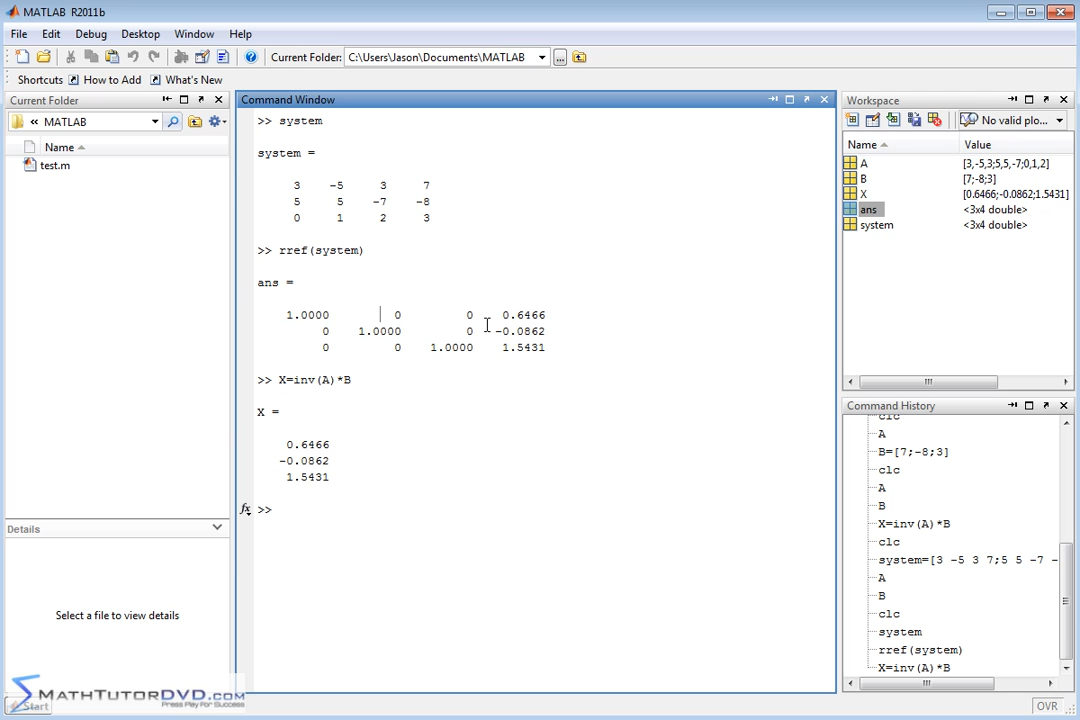 MATLAB R2011b
File Edit Debug Desktop Window Help
Current Folder: C:\Users\Jason\Documents\MATLAB ...
Shortcuts How to Add What's New
Current Folder
« MATLAB
Name
test.m
Details
Select a file to view details
Command Window
>> system
system =
3 -5 3 7
5 5 -7 -8
0 1 2 3
>> rref(system)
ans =
1.0000 0 0 0.6466
0 1.0000 0 -0.0862
0 0 1.0000 1.5431
>> X=inv(A)*B
X =
0.6466
-0.0862
1.5431
fx >>
Workspace
No valid plo...
Name Value
A [3,-5,3;5,5,-7;0,1,2]
B [7;-8;3]
X [0.6466;-0.0862;1.5431]
ans <3x4 double>
system <3x4 double>
Command History
clc
A
B=[7;-8;3]
clc
A
B
X=inv(A)*B
clc
system=[3 -5 3 7;5 5 -7 -
A
B
clc
system
rref(system)
X=inv(A)*B
MATHTUTORDVD.COM
Press Play For Success
Start
OVR